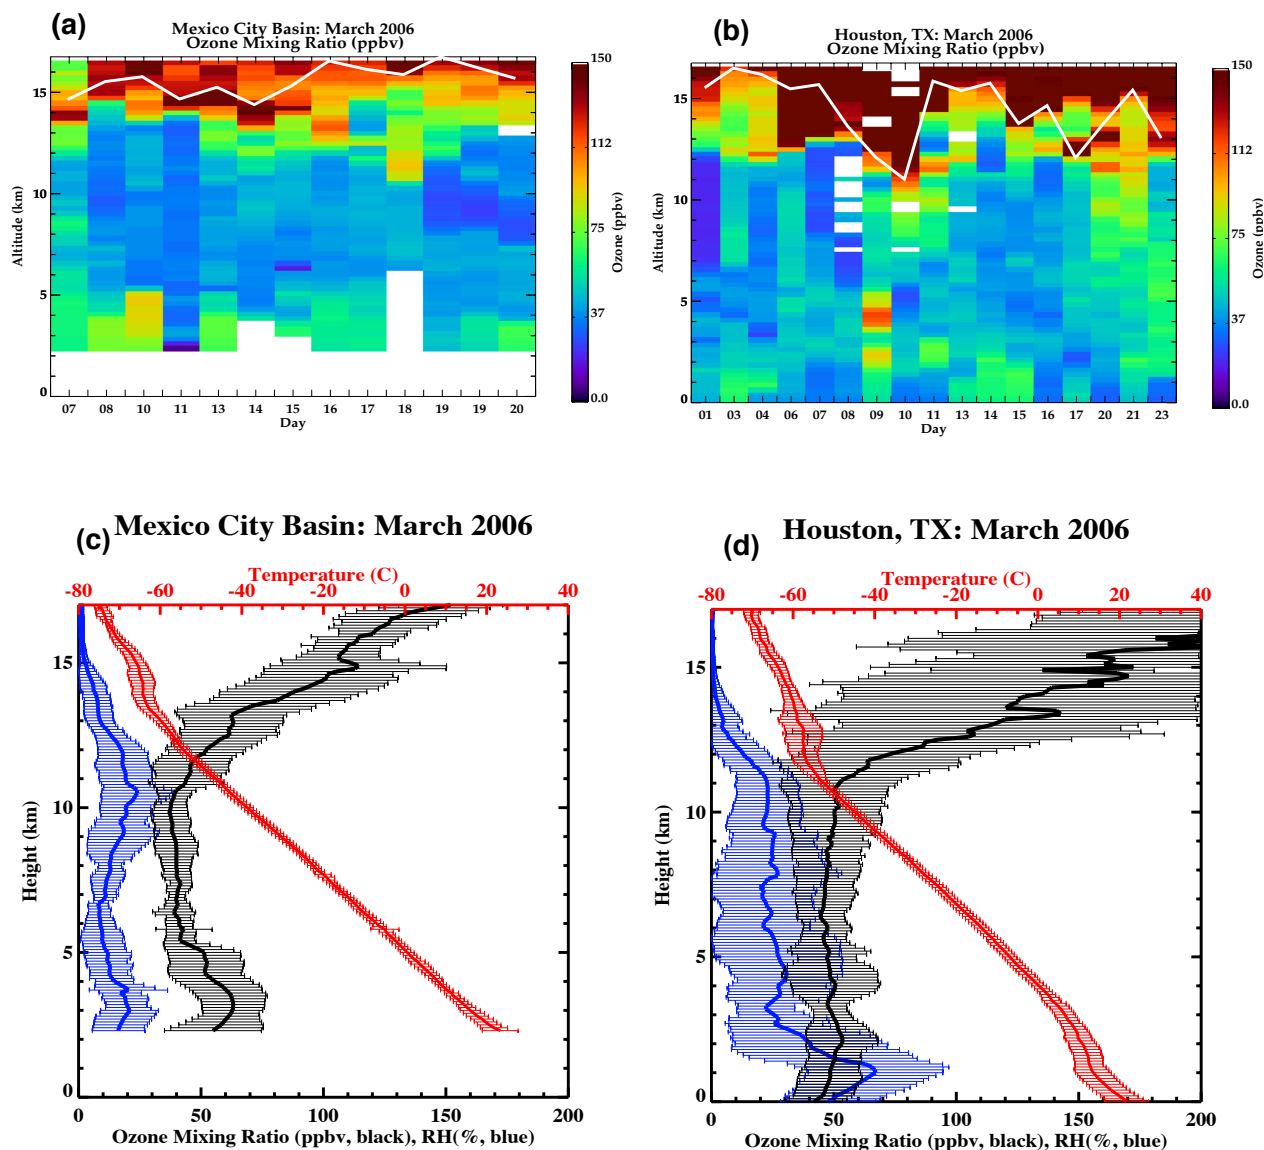 (a)
Mexico City Basin: March 2006
Ozone Mixing Ratio (ppbv)
Altitude (km)
15
10
5
0
07 08 10 11 13 14 15 16 17 18 19 19 20
Day
150
112
75
37
0.0
Ozone (ppbv)
(b)
Houston, TX: March 2006
Ozone Mixing Ratio (ppbv)
Altitude (km)
15
10
5
0
01 03 04 06 07 08 09 10 11 13 14 15 16 17 20 21 23
Day
150
112
75
37
0.0
Ozone (ppbv)
(c) Mexico City Basin: March 2006
Temperature (C)
-80 -60 -40 -20 0 20 40
Height (km)
15
10
5
0
0 50 100 150 200
Ozone Mixing Ratio (ppbv, black), RH(%, blue)
(d) Houston, TX: March 2006
Temperature (C)
-80 -60 -40 -20 0 20 40
Height (km)
15
10
5
0
0 50 100 150 200
Ozone Mixing Ratio (ppbv, black), RH(%, blue)